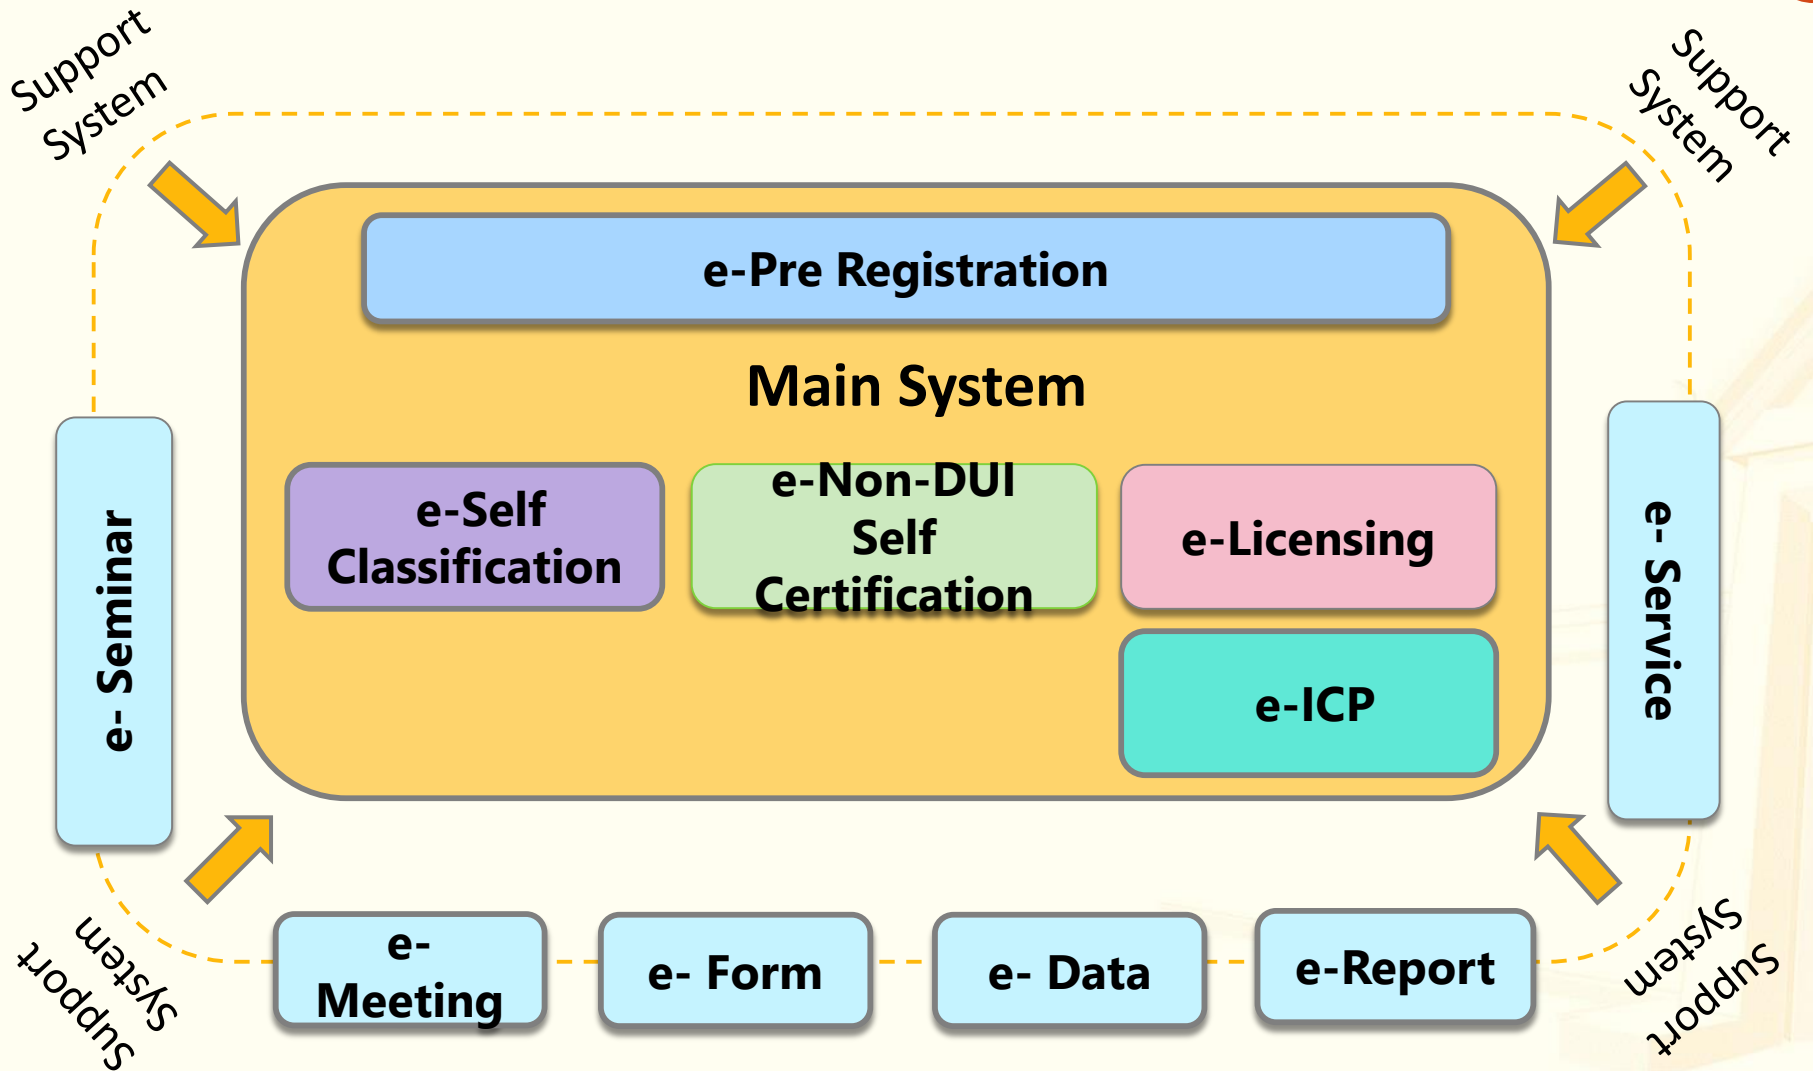 Support
System
Support
System
e-Pre Registration
Main System
e-Self
Classification
e-Non-DUI
Self
Certification
e-Licensing
e-ICP
e- Seminar
e- Service
e-
Meeting
e- Form
e- Data
e-Report
Support
System
Support
System